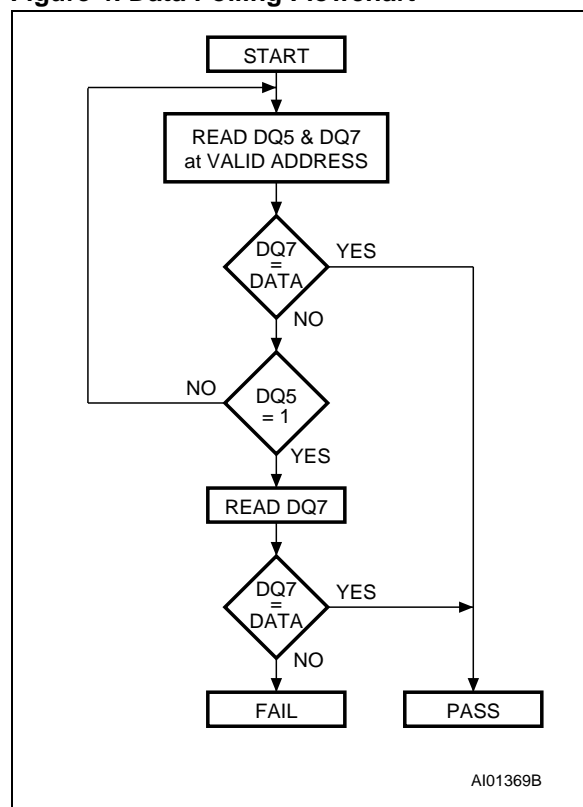 Figure 4. Data Polling Flowchart
START
READ DQ5 & DQ7
at VALID ADDRESS
DQ7
=
DATA
YES
NO
NO
DQ5
= 1
YES
READ DQ7
DQ7
=
DATA
YES
NO
FAIL
PASS
AI01369B